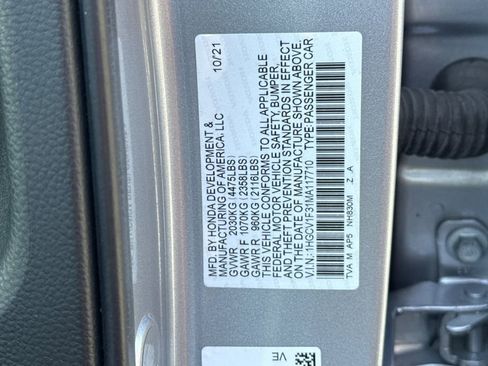 MFD. BY HONDA DEVELOPMENT & 10/21
MANUFACTURING OF AMERICA, LLC
GVWR 2030KG (4475LBS)
GAWR F 1070KG (2358LBS)
GAWR R 960KG (2116LBS)
THIS VEHICLE CONFORMS TO ALL APPLICABLE
FEDERAL MOTOR VEHICLE SAFETY, BUMPER,
AND THEFT PREVENTION STANDARDS IN EFFECT
ON THE DATE OF MANUFACTURE SHOWN ABOVE.
V.I.N.: 1HGCV1F31MA117710 TYPE: PASSENGER CAR
TVA M AP5 NH830M Z A
VE